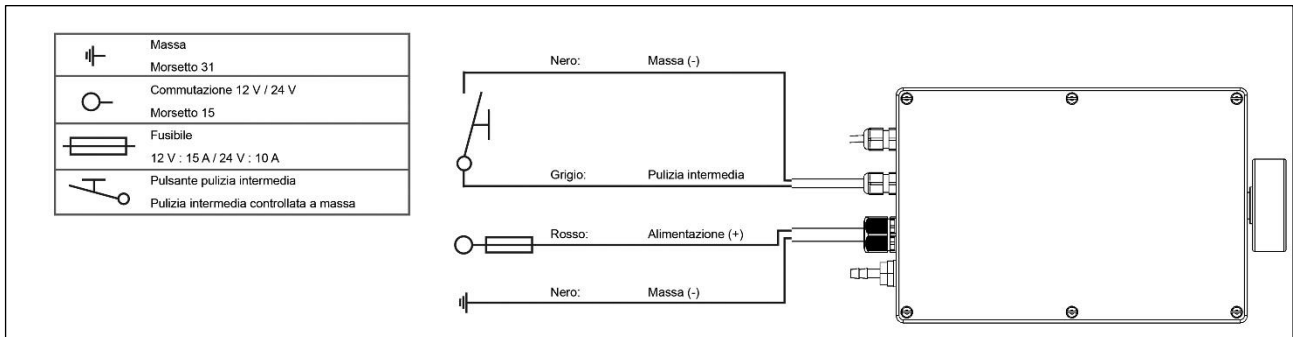 Massa
Morsetto 31
Commutazione 12 V / 24 V
Morsetto 15
Fusibile
12 V : 15 A / 24 V : 10 A
Pulsante pulizia intermedia
Pulizia intermedia controllata a massa
Nero: Massa (-)
Grigio: Pulizia intermedia
Rosso: Alimentazione (+)
Nero: Massa (-)